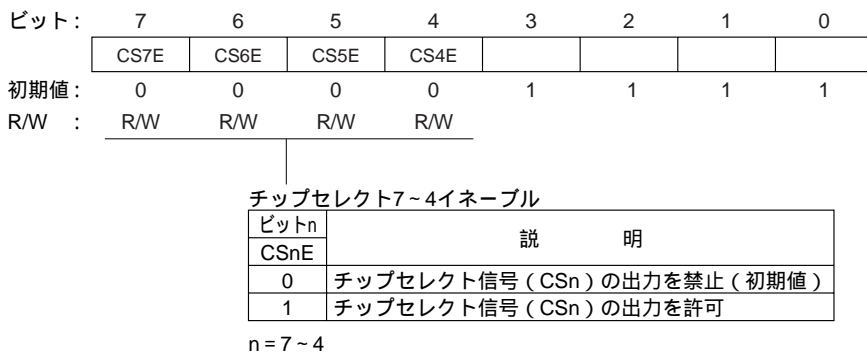 ビット： 7 6 5 4 3 2 1 0
CS7E CS6E CS5E CS4E
初期値： 0 0 0 0 1 1 1 1
R/W ： R/W R/W R/W R/W
チップセレクト7～4イネーブル
ビットn 説 明
CSnE
0 チップセレクト信号（CSn）の出力を禁止（初期値）
1 チップセレクト信号（CSn）の出力を許可
n = 7～4